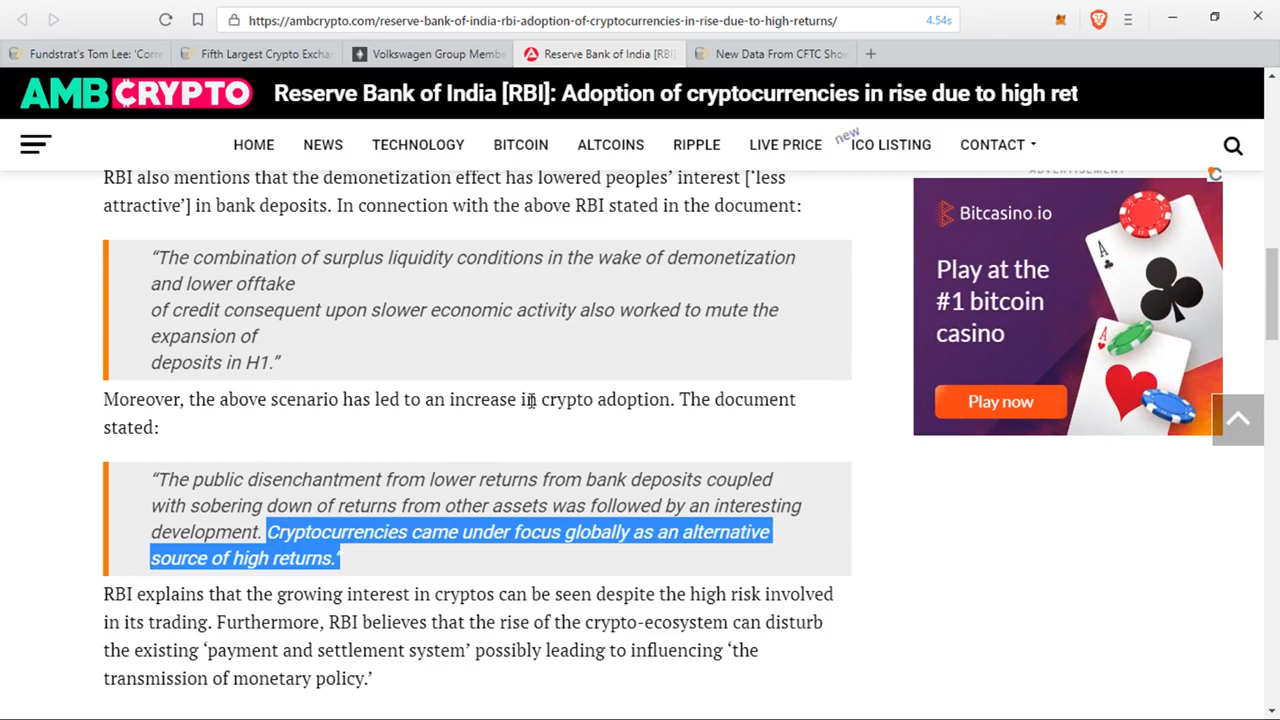 https://ambcrypto.com/reserve-bank-of-india-rbi-adoption-of-cryptocurrencies-in-rise-due-to-high-returns/
4.54s
Fundstrat's Tom Lee: 'Corre
Fifth Largest Crypto Exchan
Volkswagen Group Membe
Reserve Bank of India [RBI]
New Data From CFTC Show
AMBCRYPTO
Reserve Bank of India [RBI]: Adoption of cryptocurrencies in rise due to high ret
HOME
NEWS
TECHNOLOGY
BITCOIN
ALTCOINS
RIPPLE
LIVE PRICE
new
ICO LISTING
CONTACT
RBI also mentions that the demonetization effect has lowered peoples' interest ['less
attractive'] in bank deposits. In connection with the above RBI stated in the document:
"The combination of surplus liquidity conditions in the wake of demonetization
and lower offtake
of credit consequent upon slower economic activity also worked to mute the
expansion of
deposits in H1."
Moreover, the above scenario has led to an increase in crypto adoption. The document
stated:
"The public disenchantment from lower returns from bank deposits coupled
with sobering down of returns from other assets was followed by an interesting
development. Cryptocurrencies came under focus globally as an alternative
source of high returns."
RBI explains that the growing interest in cryptos can be seen despite the high risk involved
in its trading. Furthermore, RBI believes that the rise of the crypto-ecosystem can disturb
the existing 'payment and settlement system' possibly leading to influencing 'the
transmission of monetary policy.'
ADVERTISEMENT
Bitcasino.io
Play at the
#1 bitcoin
casino
Play now
A
A